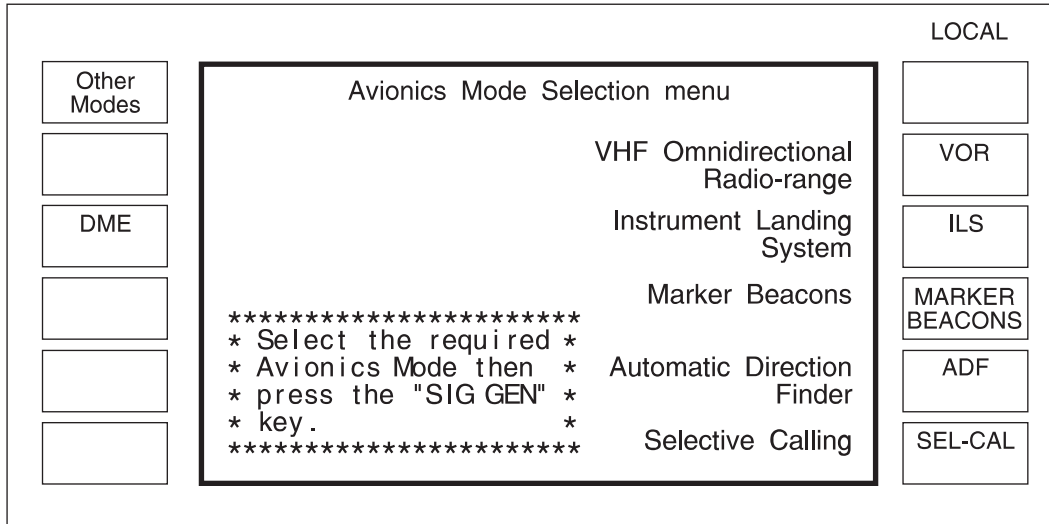 LOCAL
Other
Modes
Avionics Mode Selection menu
VHF Omnidirectional
Radio-range
VOR
DME
Instrument Landing
System
ILS
Marker Beacons
MARKER
BEACONS
***********************
* Select the required *
* Avionics Mode then *
* press the "SIG GEN" *
* key. *
***********************
Automatic Direction
Finder
ADF
Selective Calling
SEL-CAL